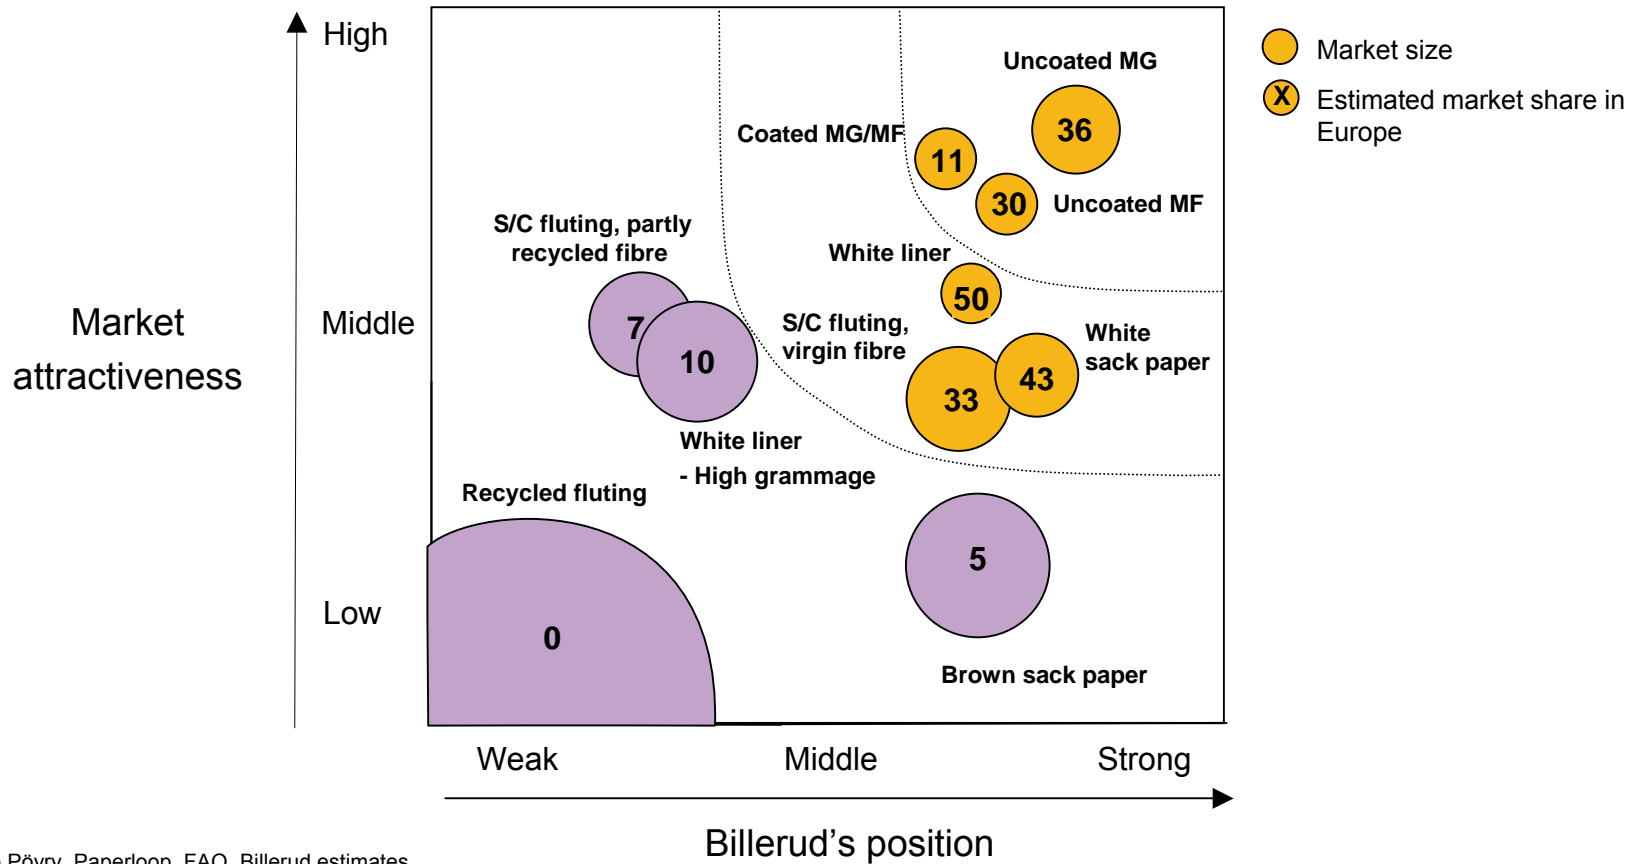 High
Uncoated MG
Market size
X
Estimated market share in
Europe
36
Coated MG/MF
11
30
Uncoated MF
S/C fluting, partly
recycled fibre
White liner
50
Market
attractiveness
Middle
7
10
S/C fluting,
virgin fibre
White
sack paper
33
43
White liner
- High grammage
Recycled fluting
5
Low
0
Brown sack paper
Weak
Middle
Strong
Billerud's position
Pöyry, Paperloop, FAO, Billerud estimates